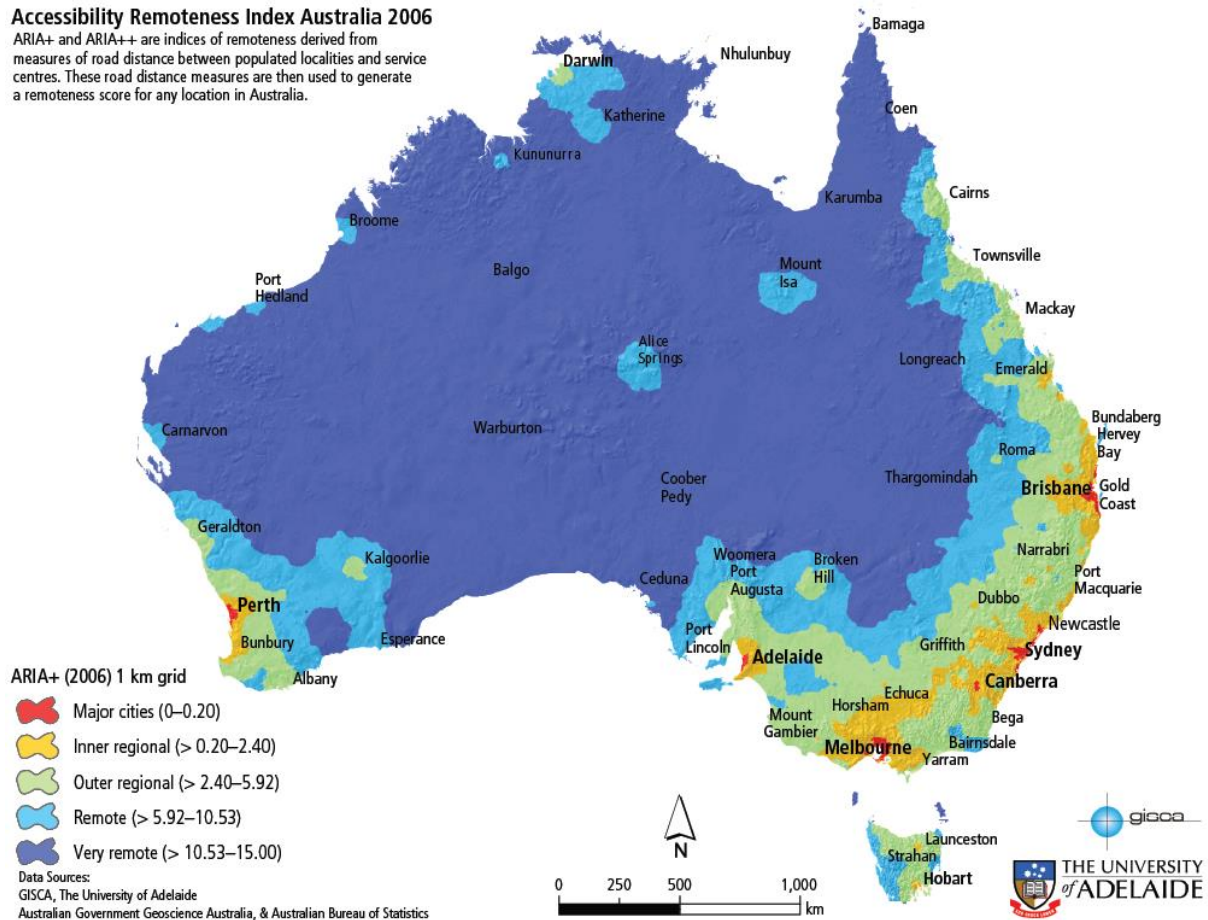 Accessibility Remoteness Index Australia 2006
ARIA+ and ARIA++ are indices of remoteness derived from
measures of road distance between populated localities and service
centres. These road distance measures are then used to generate
a remoteness score for any location in Australia.
Bamaga
Nhulunbuy
Darwin
Coen
Katherine
Kununurra
Karumba
Cairns
Broome
Townsville
Balgo
Mount
Isa
Port
Hedland
Mackay
Alice
Springs
Longreach
Emerald
Carnarvon
Warburton
Bundaberg
Hervey
Bay
Roma
Coober
Pedy
Thargomindah
Brisbane
Gold
Coast
Geraldton
Kalgoorlie
Woomera
Port
Augusta
Broken
Hill
Narrabri
Ceduna
Port
Macquarie
Perth
Dubbo
Newcastle
Bunbury
Esperance
Port
Lincoln
Griffith
Sydney
Adelaide
Albany
Canberra
Echuca
Horsham
Mount
Gambier
Bega
Melbourne
Bairnsdale
Yarram
Launceston
Strahan
Hobart
ARIA+ (2006) 1 km grid
Major cities (0–0.20)
Inner regional (> 0.20–2.40)
Outer regional (> 2.40–5.92)
Remote (> 5.92–10.53)
Very remote (> 10.53–15.00)
Data Sources:
GISCA, The University of Adelaide
Australian Government Geoscience Australia, & Australian Bureau of Statistics
N
0 250 500 1,000
km
gisca
THE UNIVERSITY
of ADELAIDE